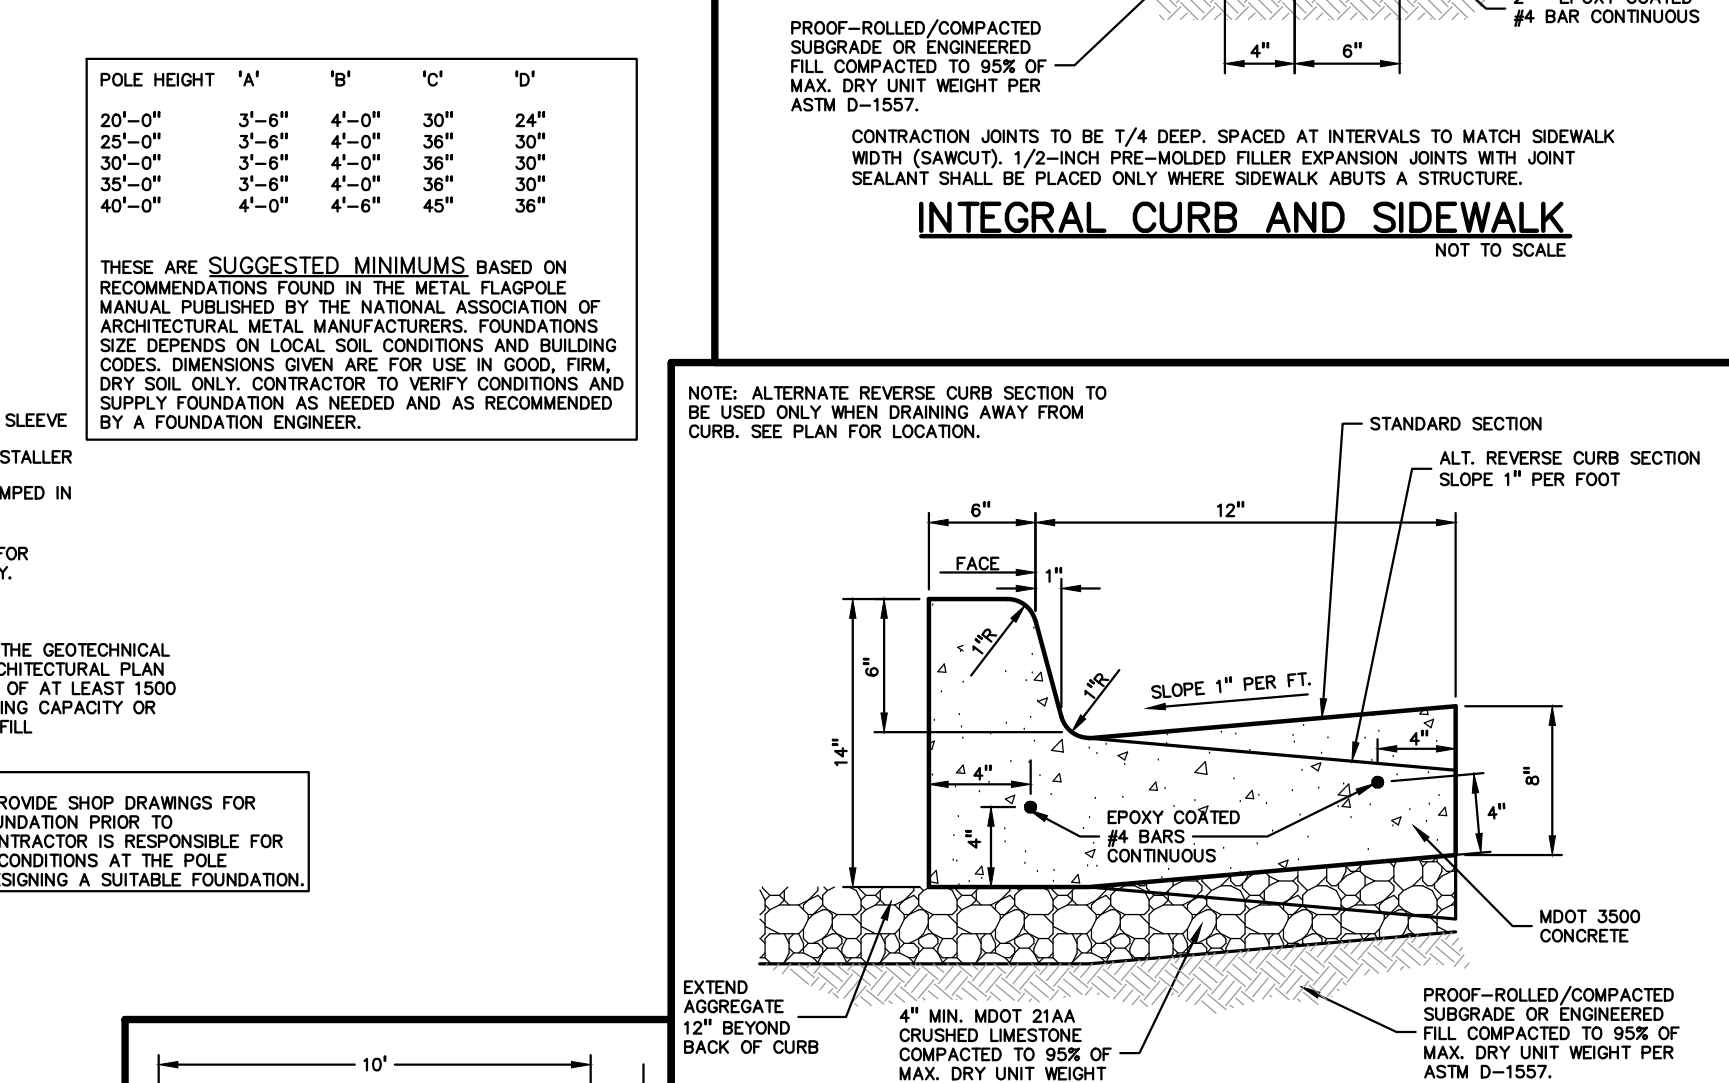 POLE HEIGHT 'A' 'B' 'C' 'D'
20'-0" 3'-6" 4'-0" 30" 24"
25'-0" 3'-6" 4'-0" 36" 30"
30'-0" 3'-6" 4'-0" 36" 30"
35'-0" 3'-6" 4'-0" 36" 30"
40'-0" 4'-0" 4'-6" 45" 36"
THESE ARE SUGGESTED MINIMUMS BASED ON
RECOMMENDATIONS FOUND IN THE METAL FLAGPOLE
MANUAL PUBLISHED BY THE NATIONAL ASSOCIATION OF
ARCHITECTURAL METAL MANUFACTURERS. FOUNDATIONS
SIZE DEPENDS ON LOCAL SOIL CONDITIONS AND BUILDING
CODES. DIMENSIONS GIVEN ARE FOR USE IN GOOD, FIRM,
DRY SOIL ONLY. CONTRACTOR TO VERIFY CONDITIONS AND
SUPPLY FOUNDATION AS NEEDED AND AS RECOMMENDED
BY A FOUNDATION ENGINEER.
SLEEVE
STALLER
MPED IN
FOR
Y.
THE GEOTECHNICAL
CHITECTURAL PLAN
OF AT LEAST 1500
ING CAPACITY OR
FILL
ROVIDE SHOP DRAWINGS FOR
UNDATION PRIOR TO
NTRACTOR IS RESPONSIBLE FOR
CONDITIONS AT THE POLE
ESIGNING A SUITABLE FOUNDATION.
10'
PROOF-ROLLED/COMPACTED
SUBGRADE OR ENGINEERED
FILL COMPACTED TO 95% OF
MAX. DRY UNIT WEIGHT PER
ASTM D-1557.
4"
6"
#4 BAR CONTINUOUS
CONTRACTION JOINTS TO BE T/4 DEEP. SPACED AT INTERVALS TO MATCH SIDEWALK
WIDTH (SAWCUT). 1/2-INCH PRE-MOLDED FILLER EXPANSION JOINTS WITH JOINT
SEALANT SHALL BE PLACED ONLY WHERE SIDEWALK ABUTS A STRUCTURE.
INTEGRAL CURB AND SIDEWALK
NOT TO SCALE
NOTE: ALTERNATE REVERSE CURB SECTION TO
BE USED ONLY WHEN DRAINING AWAY FROM
CURB. SEE PLAN FOR LOCATION.
STANDARD SECTION
ALT. REVERSE CURB SECTION
SLOPE 1" PER FOOT
6"
12"
FACE
1"
1"R
6"
1"R
SLOPE 1" PER FT.
14"
4"
4"
8"
4"
4"
EPOXY COATED
#4 BARS
CONTINUOUS
MDOT 3500
CONCRETE
EXTEND
AGGREGATE
12" BEYOND
BACK OF CURB
4" MIN. MDOT 21AA
CRUSHED LIMESTONE
COMPACTED TO 95% OF
MAX. DRY UNIT WEIGHT
PROOF-ROLLED/COMPACTED
SUBGRADE OR ENGINEERED
FILL COMPACTED TO 95% OF
MAX. DRY UNIT WEIGHT PER
ASTM D-1557.